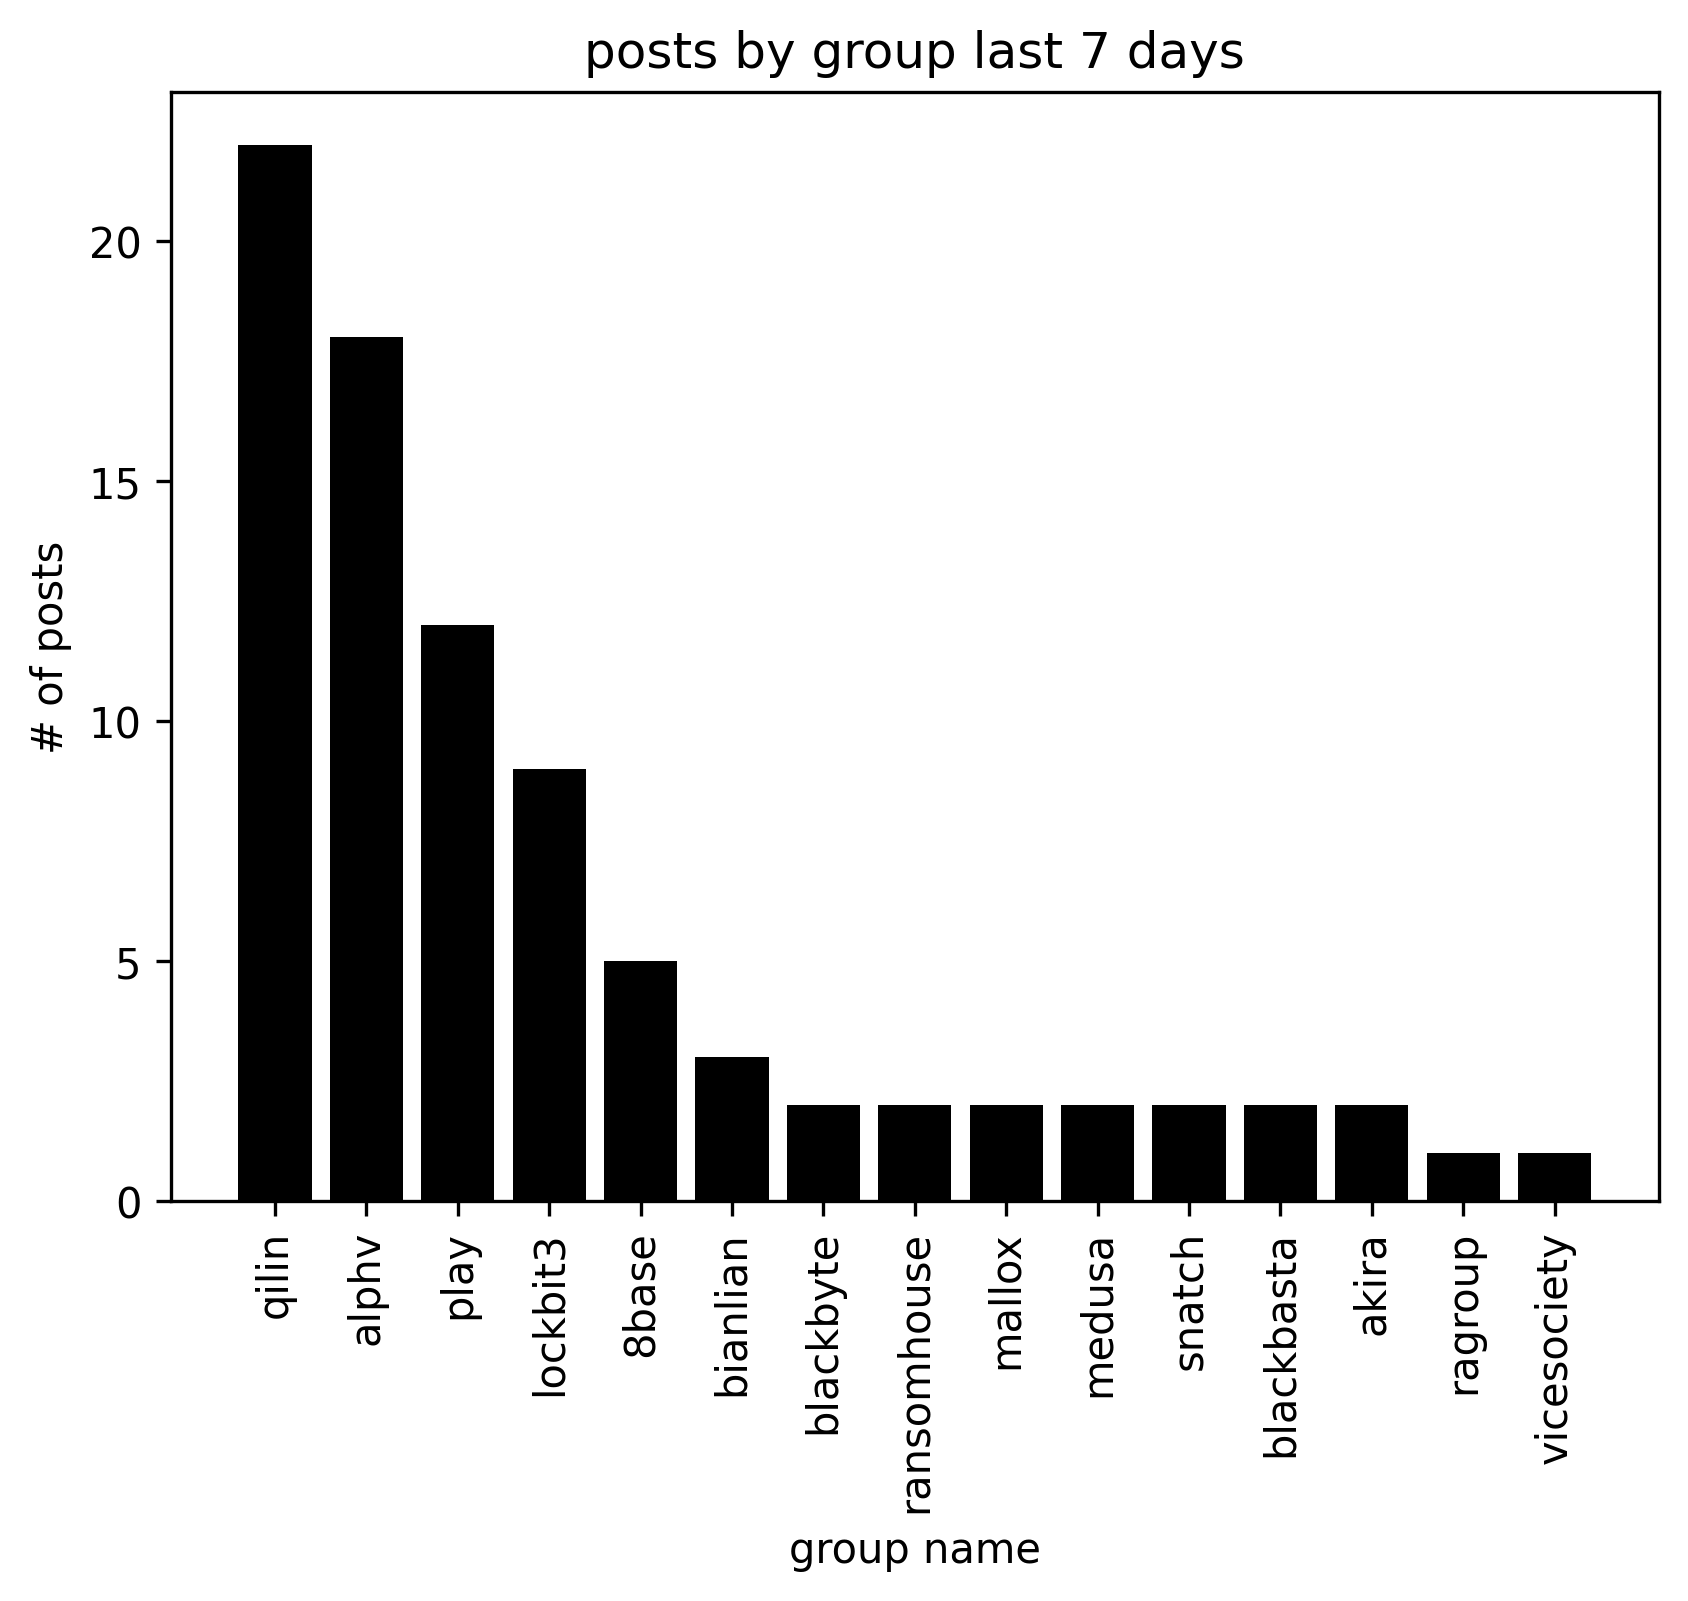 posts by group last 7 days
# of posts
20
15
10
5
0
qilin
alphv
play
lockbit3
8base
bianlian
blackbyte
ransomhouse
mallox
medusa
snatch
blackbasta
akira
ragroup
vicesociety
group name